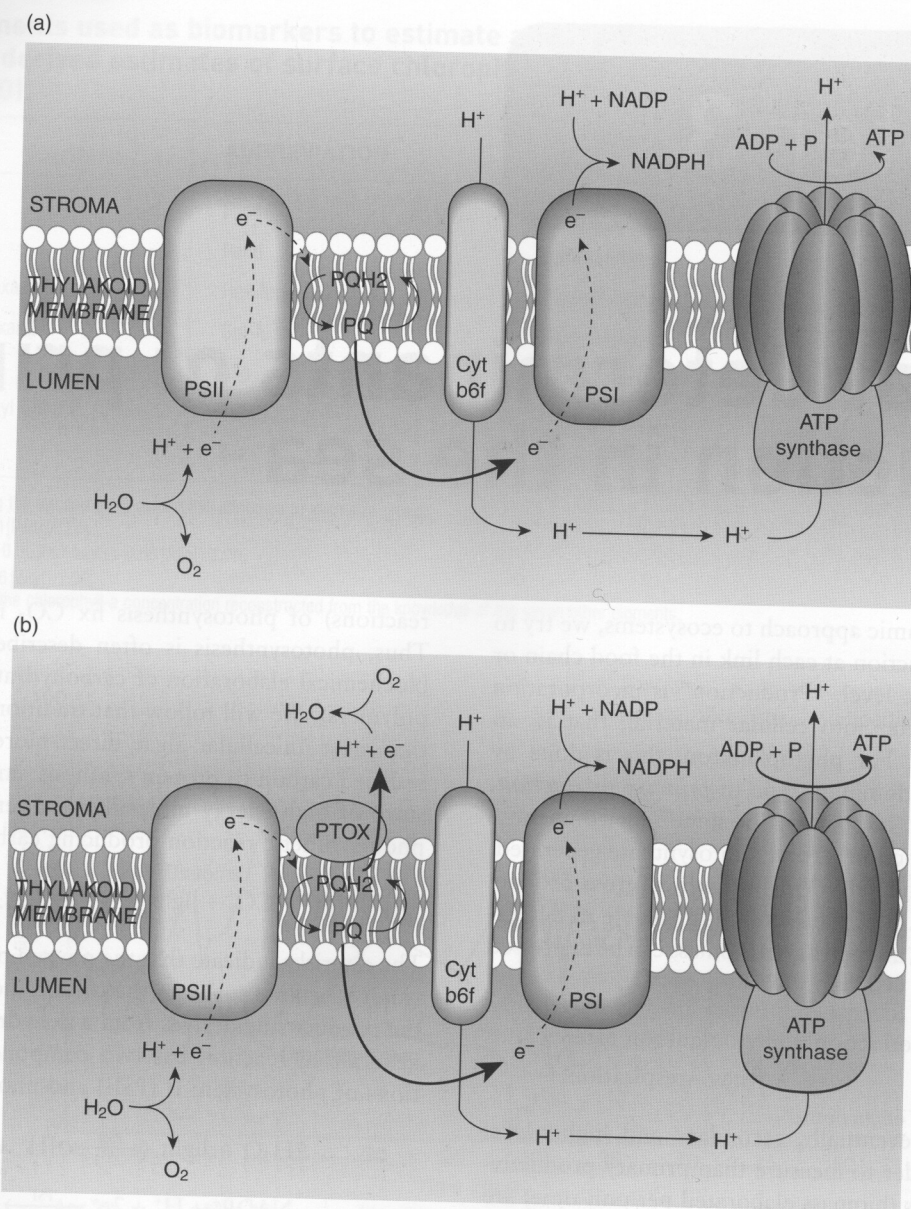 (a)
H⁺
H⁺ + NADP
NADPH
H⁺
ADP + P
ATP
STROMA
e⁻
e⁻
THYLAKOID
MEMBRANE
PQH2
PQ
LUMEN
PSII
Cyt
b6f
PSI
ATP
synthase
H⁺ + e⁻
e⁻
H₂O
O₂
H⁺
H⁺
(b)
O₂
H₂O
H⁺ + e⁻
H⁺
H⁺ + NADP
NADPH
H⁺
ADP + P
ATP
STROMA
e⁻
PTOX
e⁻
THYLAKOID
MEMBRANE
PQH2
PQ
LUMEN
PSII
Cyt
b6f
PSI
ATP
synthase
H⁺ + e⁻
e⁻
H₂O
O₂
H⁺
H⁺